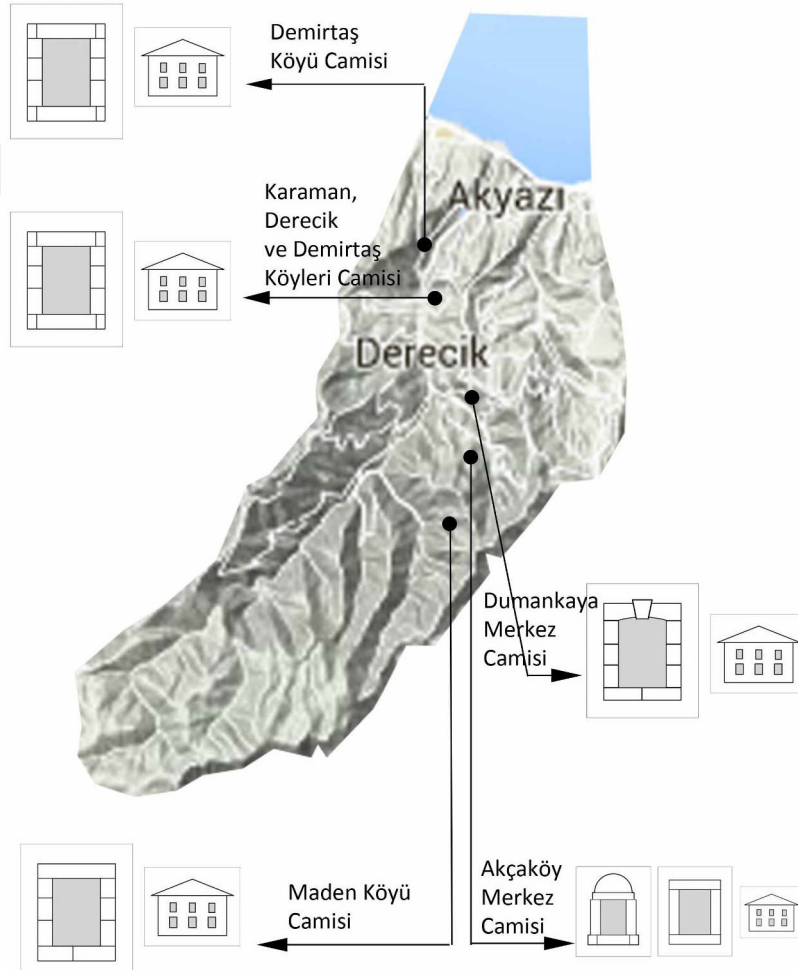 Demirtaş
Köyü Camisi
Karaman,
Derecik
ve Demirtaş
Köyleri Camisi
Akyazı
Derecik
Dumankaya
Merkez
Camisi
Maden Köyü
Camisi
Akçaköy
Merkez
Camisi